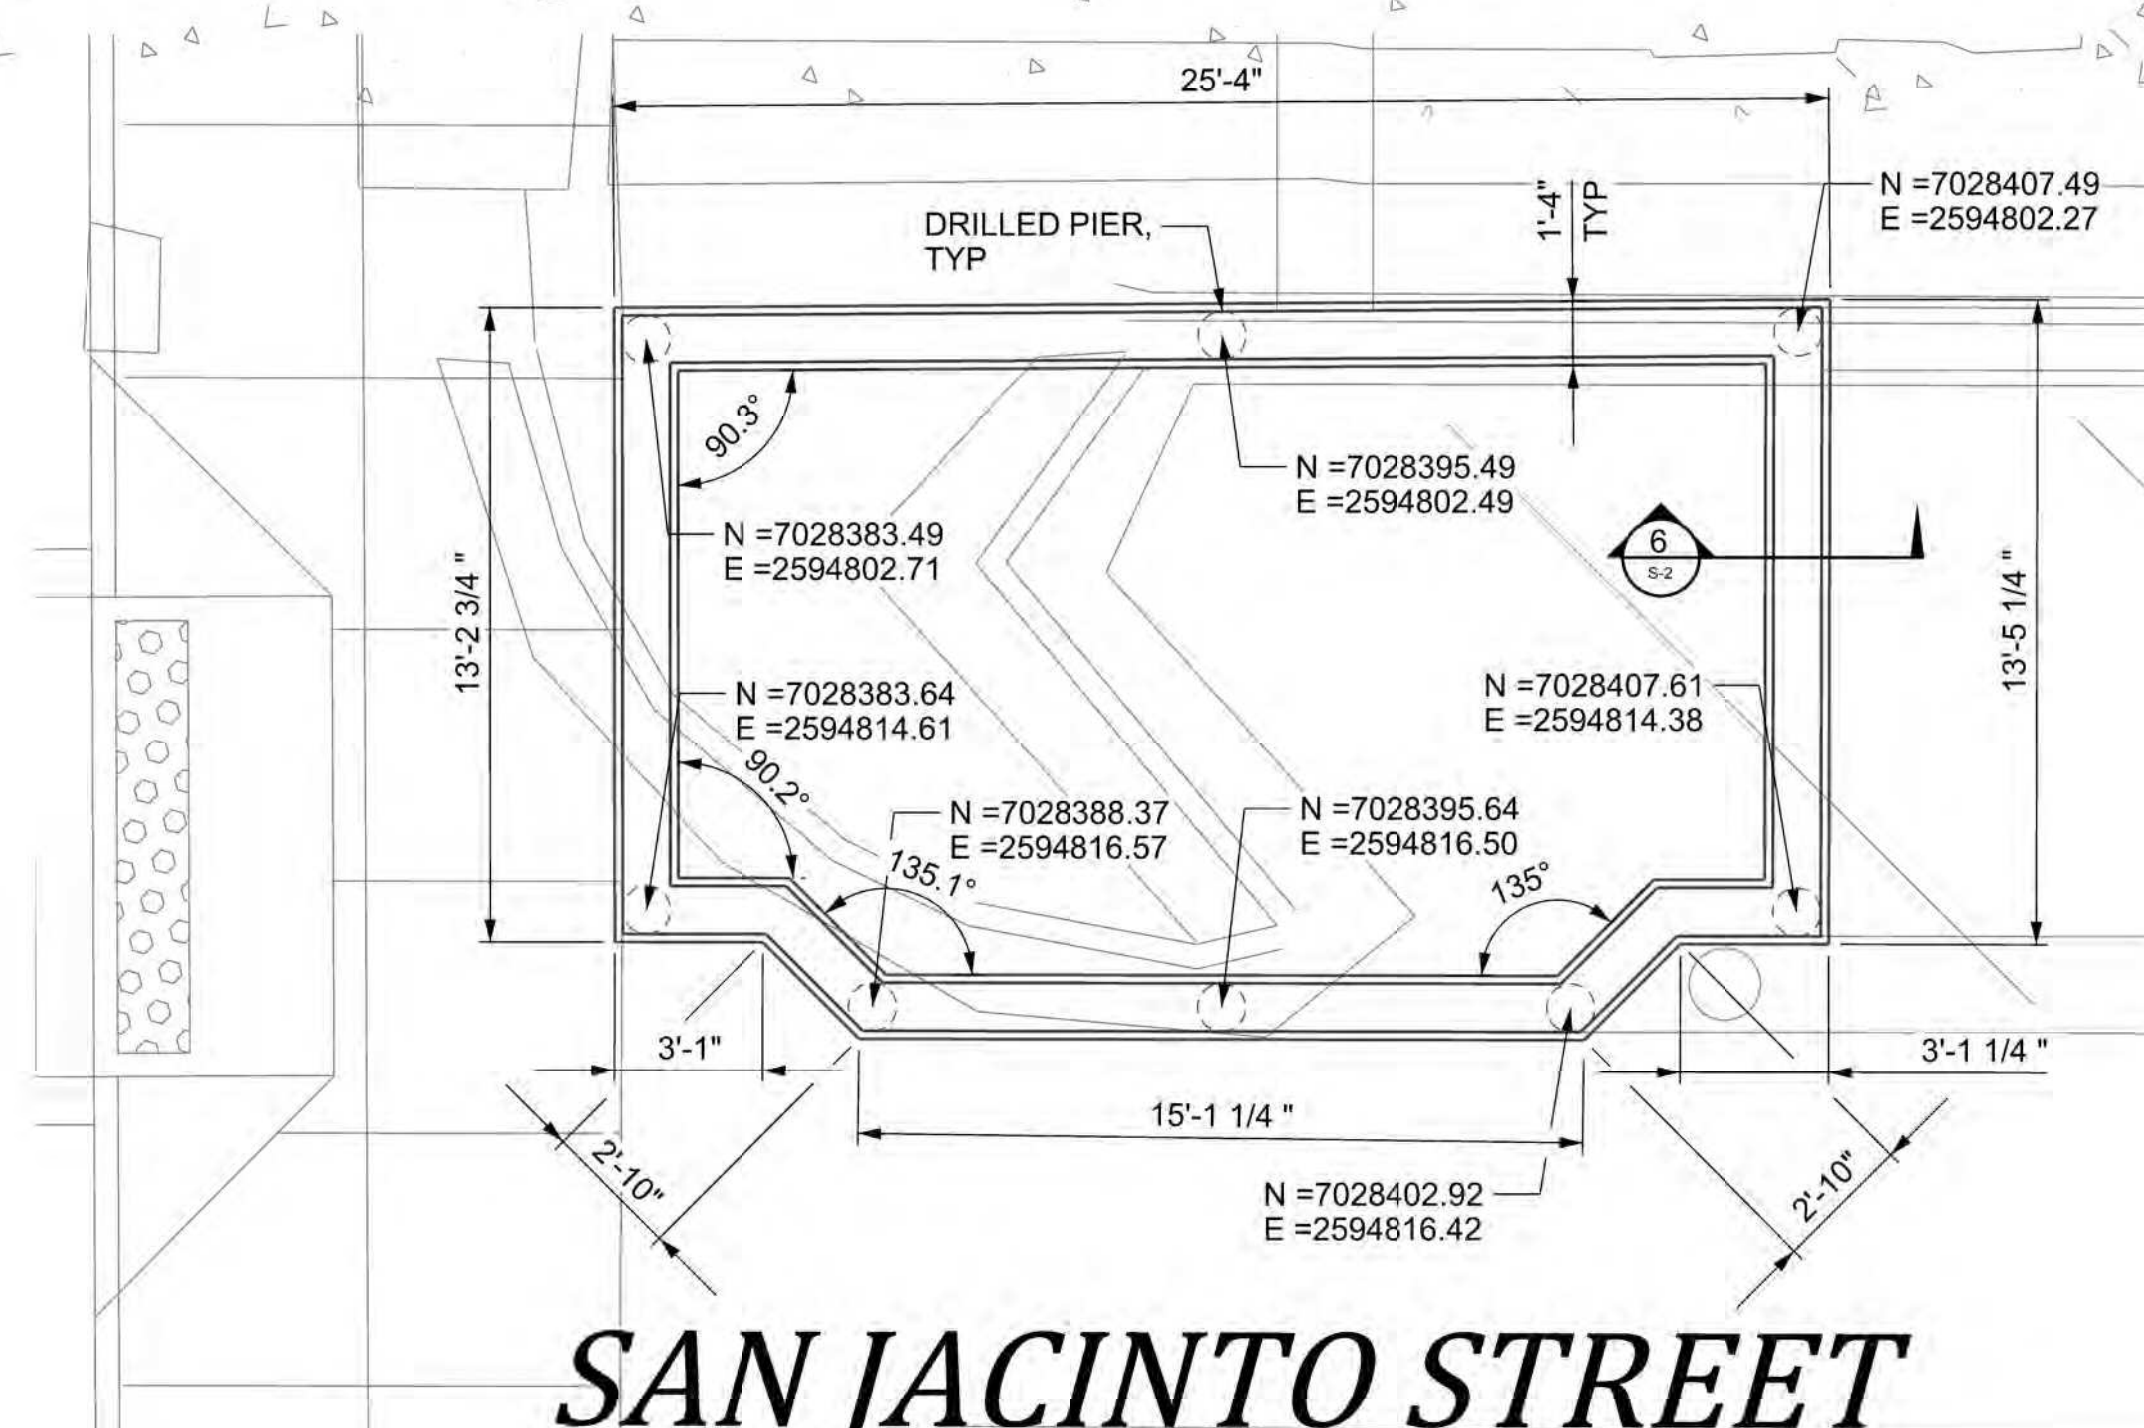 25'-4"
N =7028407.49
E =2594802.27
1'-4"
TYP
DRILLED PIER,
TYP
90.3°
N =7028395.49
E =2594802.49
N =7028383.49
E =2594802.71
6
S-2
13'-2 3/4 "
13'-5 1/4 "
N =7028383.64
E =2594814.61
N =7028407.61
E =2594814.38
90.2°
N =7028388.37
E =2594816.57
N =7028395.64
E =2594816.50
135.1°
135°
3'-1"
3'-1 1/4 "
15'-1 1/4 "
2'-10"
2'-10"
N =7028402.92
E =2594816.42
SAN JACINTO STREET